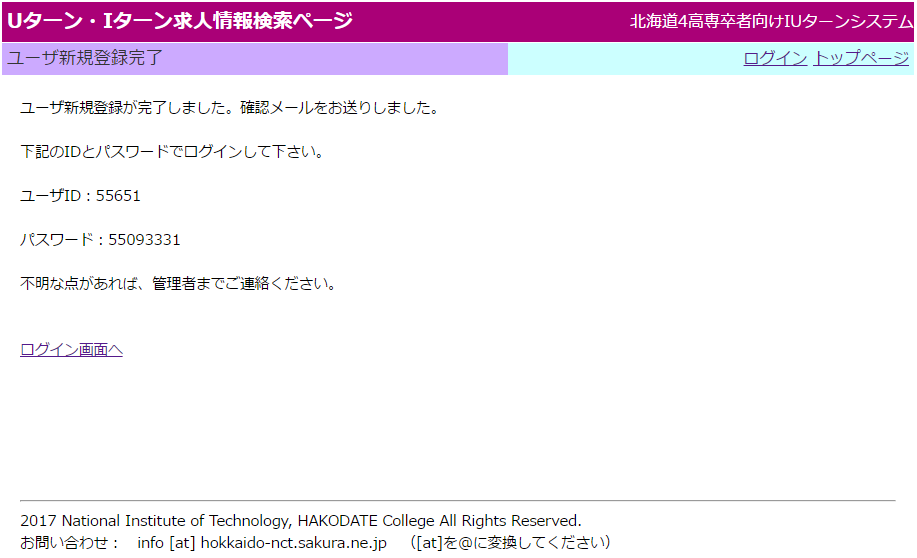 Uターン・Iターン求人情報検索ページ
北海道4高専卒者向けIUターンシステム
ユーザ新規登録完了
ログイン トップページ
ユーザ新規登録が完了しました。確認メールをお送りしました。
下記のIDとパスワードでログインして下さい。
ユーザID：55651
パスワード：55093331
不明な点があれば、管理者までご連絡ください。
ログイン画面へ
2017 National Institute of Technology, HAKODATE College All Rights Reserved.
お問い合わせ：　info [at] hokkaido-nct.sakura.ne.jp　（[at]を@に変換してください）